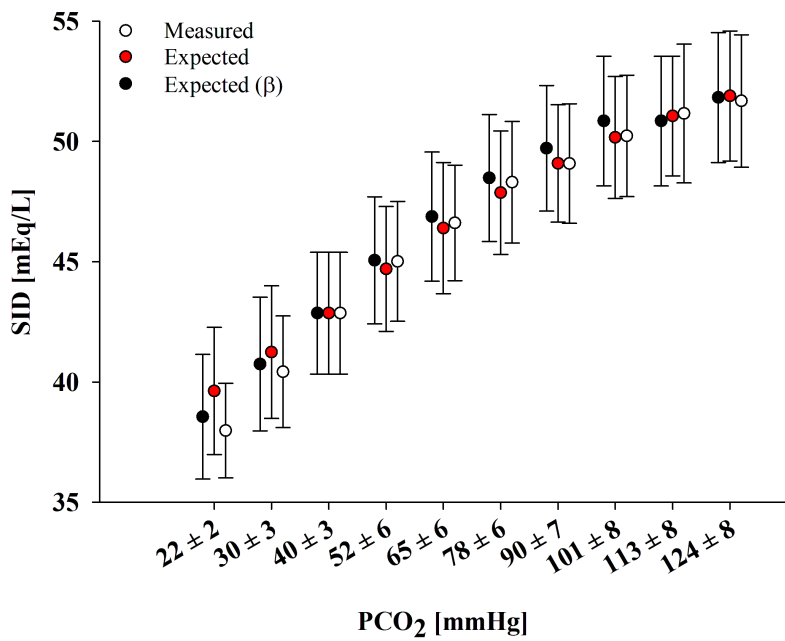 Measured
Expected
Expected (β)
55
50
45
40
35
SID [mEq/L]
22 ± 2
30 ± 3
40 ± 3
52 ± 6
65 ± 6
78 ± 6
90 ± 7
101 ± 8
113 ± 8
124 ± 8
PCO2 [mmHg]